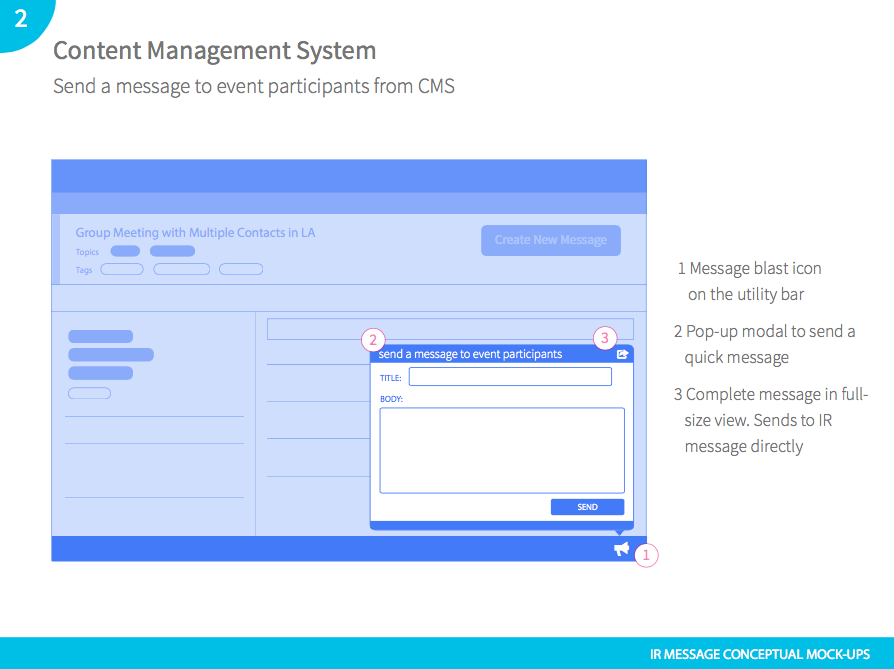 2
Content Management System
Send a message to event participants from CMS
Group Meeting with Multiple Contacts in LA
Topics
Tags
Create New Message
2
3
send a message to event participants
TITLE:
BODY:
SEND
1
1 Message blast icon
on the utility bar
2 Pop-up modal to send a
quick message
3 Complete message in full-
size view. Sends to IR
message directly
IR MESSAGE CONCEPTUAL MOCK-UPS